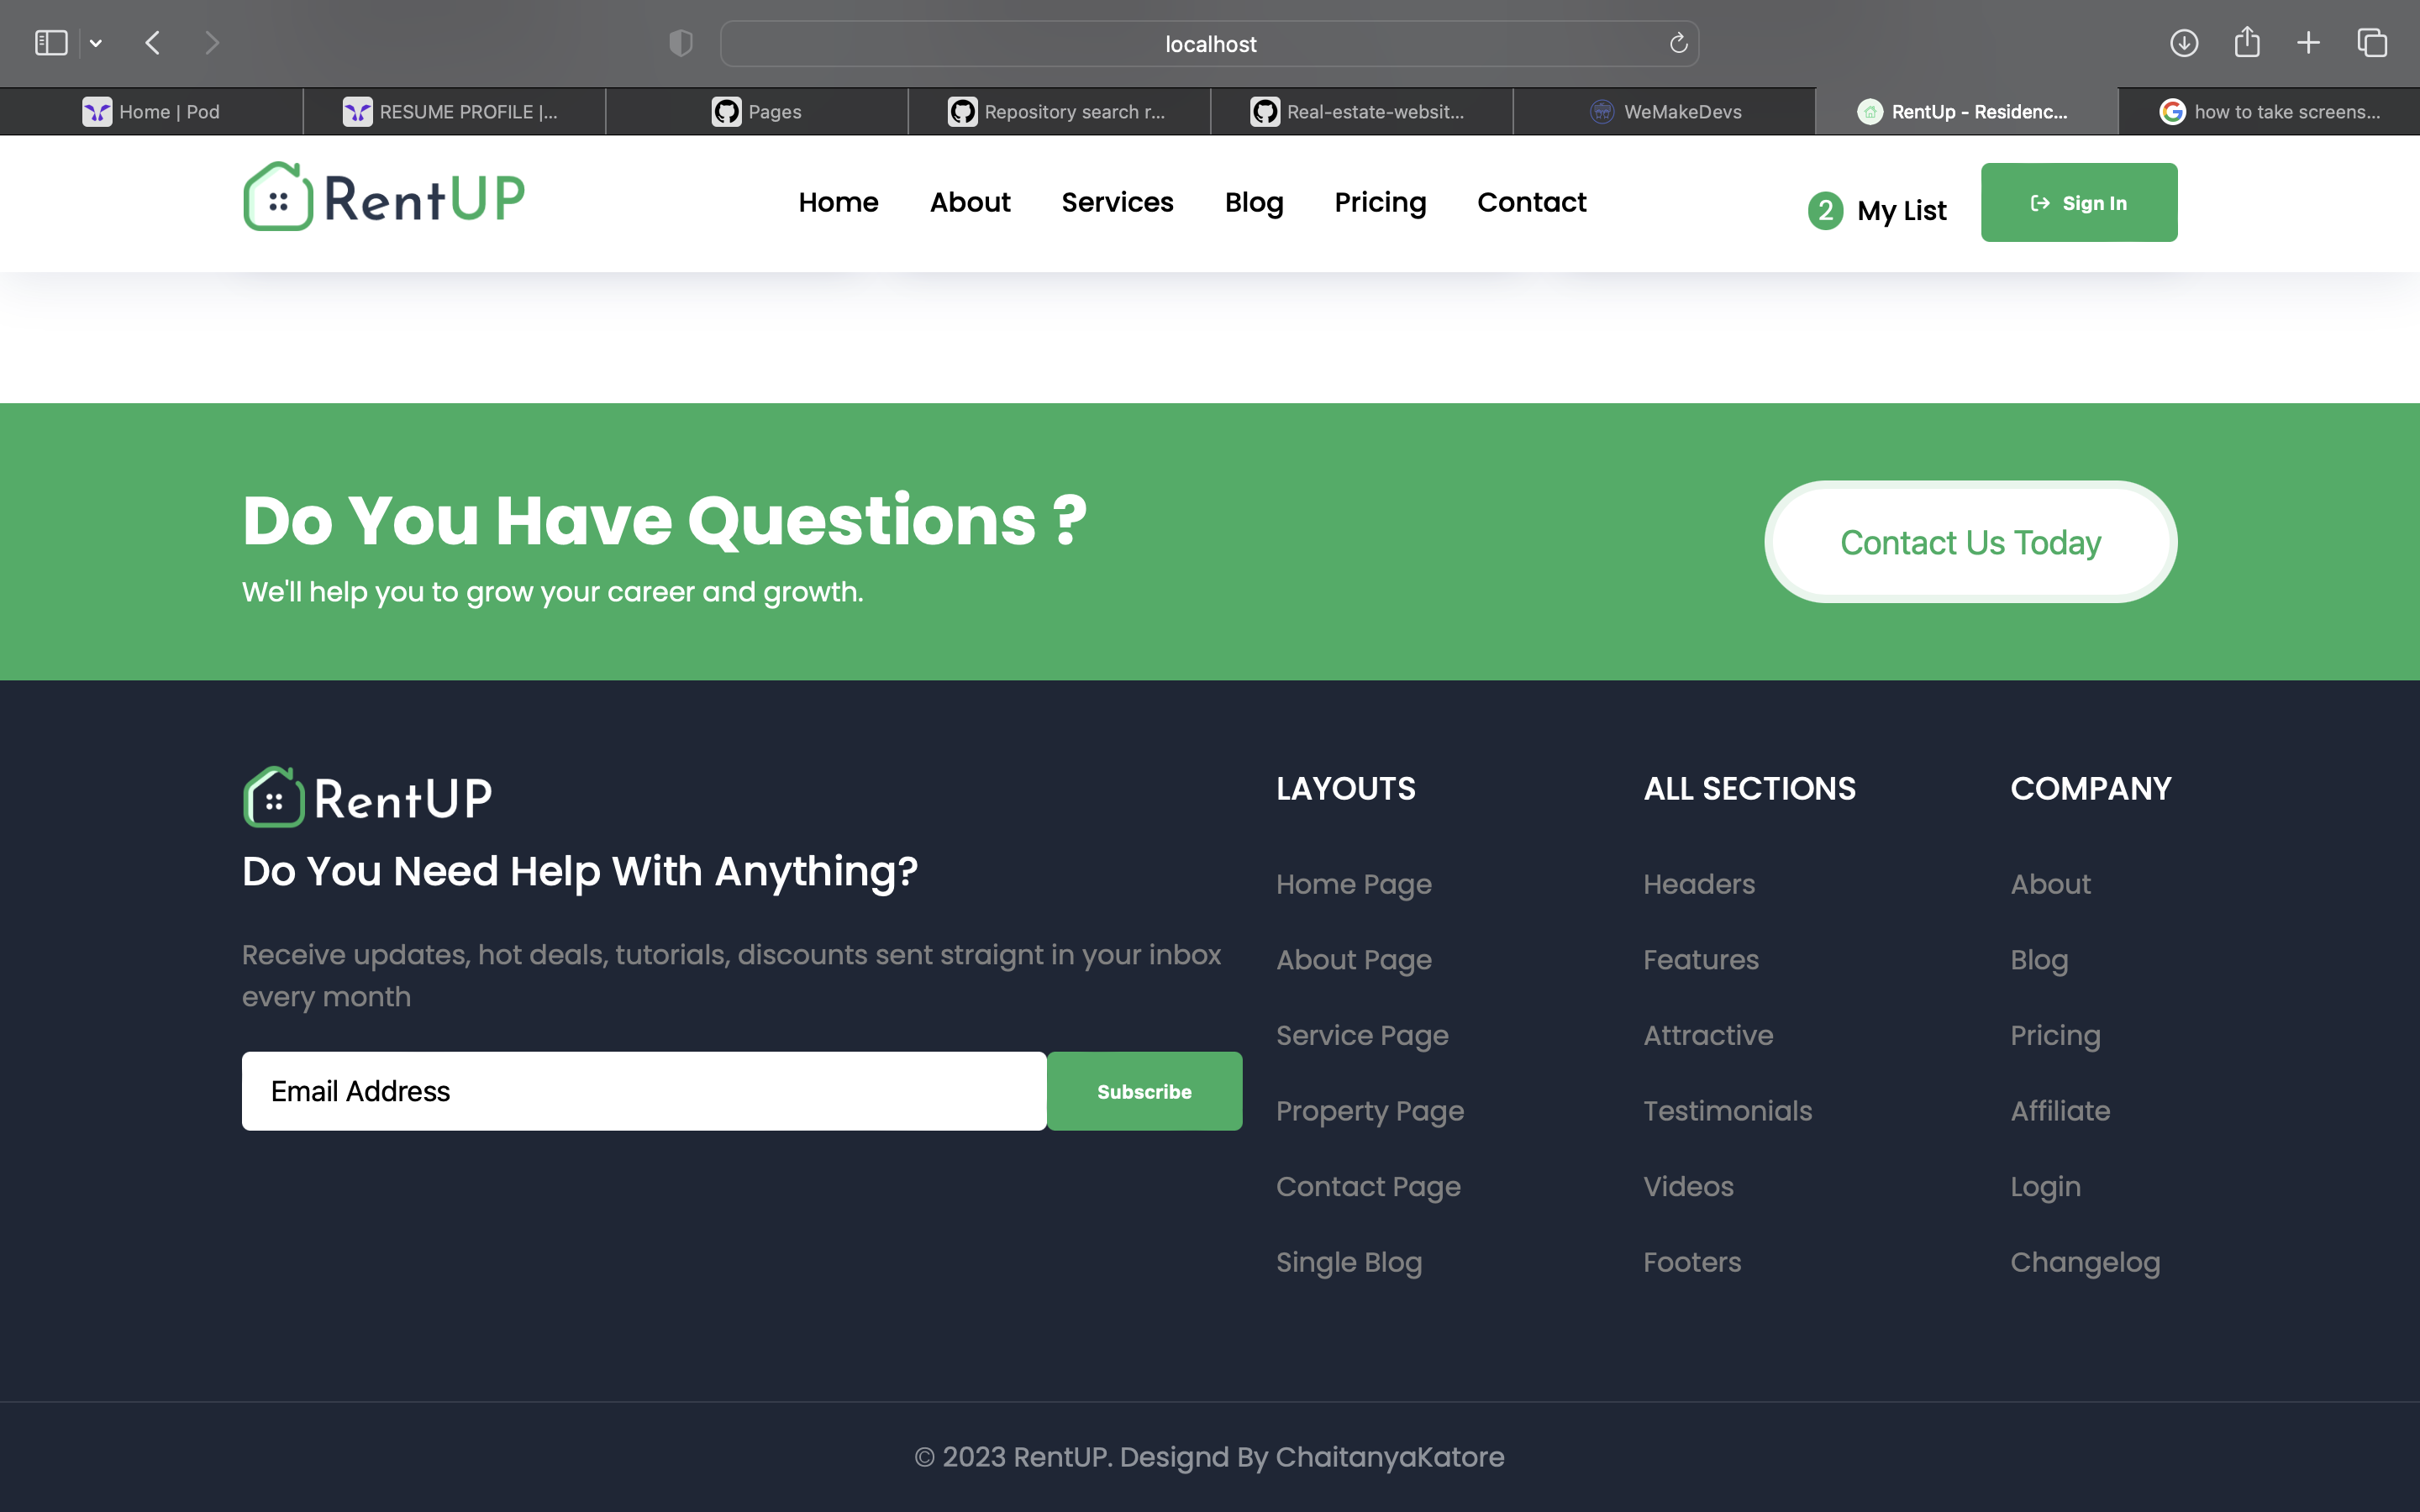 localhost
Home | Pod
RESUME PROFILE |...
Pages
Repository search r...
Real-estate-websit...
WeMakeDevs
RentUp - Residenc...
how to take screens...
RentUP
Home
About
Services
Blog
Pricing
Contact
2 My List
Sign In
Do You Have Questions ?
We'll help you to grow your career and growth.
Contact Us Today
RentUP
Do You Need Help With Anything?
Receive updates, hot deals, tutorials, discounts sent straignt in your inbox
every month
Email Address
Subscribe
LAYOUTS
Home Page
About Page
Service Page
Property Page
Contact Page
Single Blog
ALL SECTIONS
Headers
Features
Attractive
Testimonials
Videos
Footers
COMPANY
About
Blog
Pricing
Affiliate
Login
Changelog
© 2023 RentUP. Designd By ChaitanyaKatore